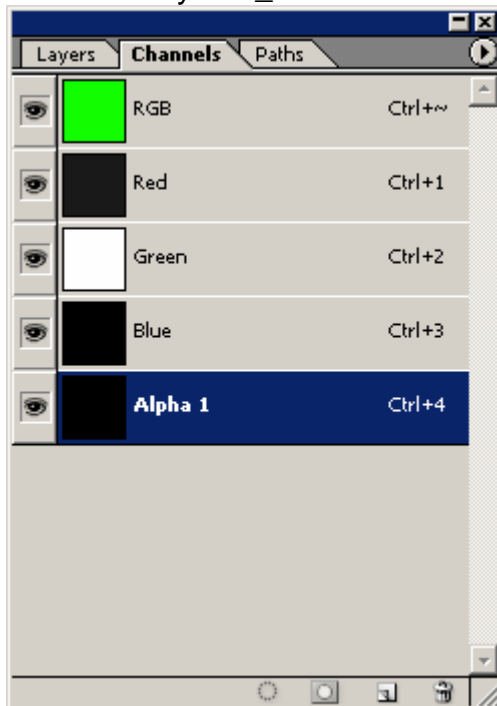 Layers Channels Paths
RGB Ctrl+~
Red Ctrl+1
Green Ctrl+2
Blue Ctrl+3
Alpha 1 Ctrl+4